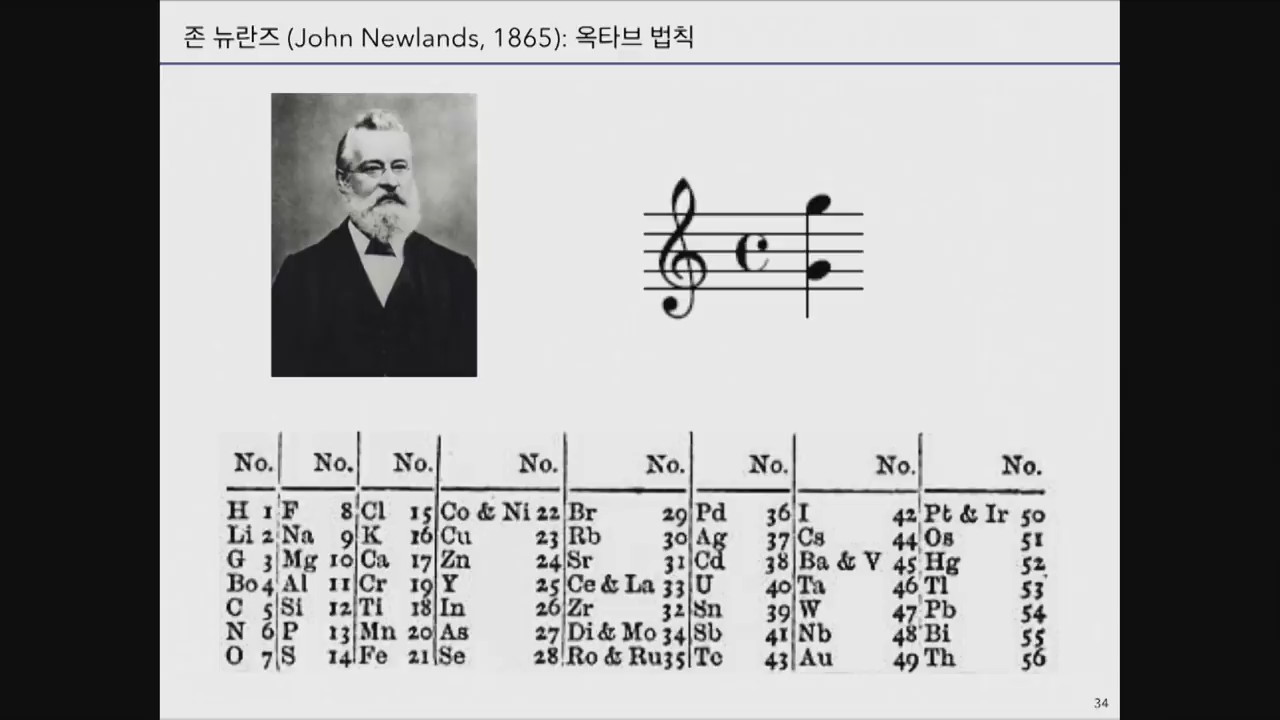 존 뉴란즈 (John Newlands, 1865): 옥타브 법칙
No. No. No. No. No. No. No. No.
H 1 F 8 Cl 15 Co & Ni 22 Br 29 Pd 36 I 42 Pt & Ir 50
Li 2 Na 9 K 16 Cu 23 Rb 30 Ag 37 Cs 44 Os 51
G 3 Mg 10 Ca 17 Zn 24 Sr 31 Cd 38 Ba & V 45 Hg 52
Bo 4 Al 11 Cr 19 Y 25 Ce & La 33 U 40 Ta 46 Tl 53
C 5 Si 12 Ti 18 In 26 Zr 32 Sn 39 W 47 Pb 54
N 6 P 13 Mn 20 As 27 Di & Mo 34 Sb 41 Nb 48 Bi 55
O 7 S 14 Fe 21 Se 28 Ro & Ru 35 Te 43 Au 49 Th 56
34